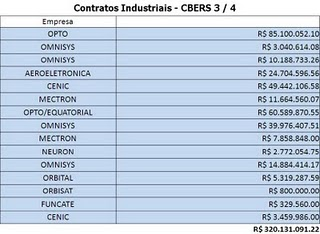 Contratos Industriais - CBERS 3 / 4
Empresa
OPTO R$ 85.100.052.10
OMNISYS R$ 3.040.614.08
OMNISYS R$ 10.188.733.26
AEROELETRONICA R$ 24.704.596.56
CENIC R$ 49.442.106.58
MECTRON R$ 11.664.560.07
OPTO/EQUATORIAL R$ 60.589.870.55
OMNISYS R$ 39.976.407.51
MECTRON R$ 7.858.848.00
NEURON R$ 2.772.054.75
OMNISYS R$ 14.884.414.17
ORBITAL R$ 5.319.287.59
ORBISAT R$ 800.000.00
FUNCATE R$ 329.560.00
CENIC R$ 3.459.986.00
R$ 320.131.091.22